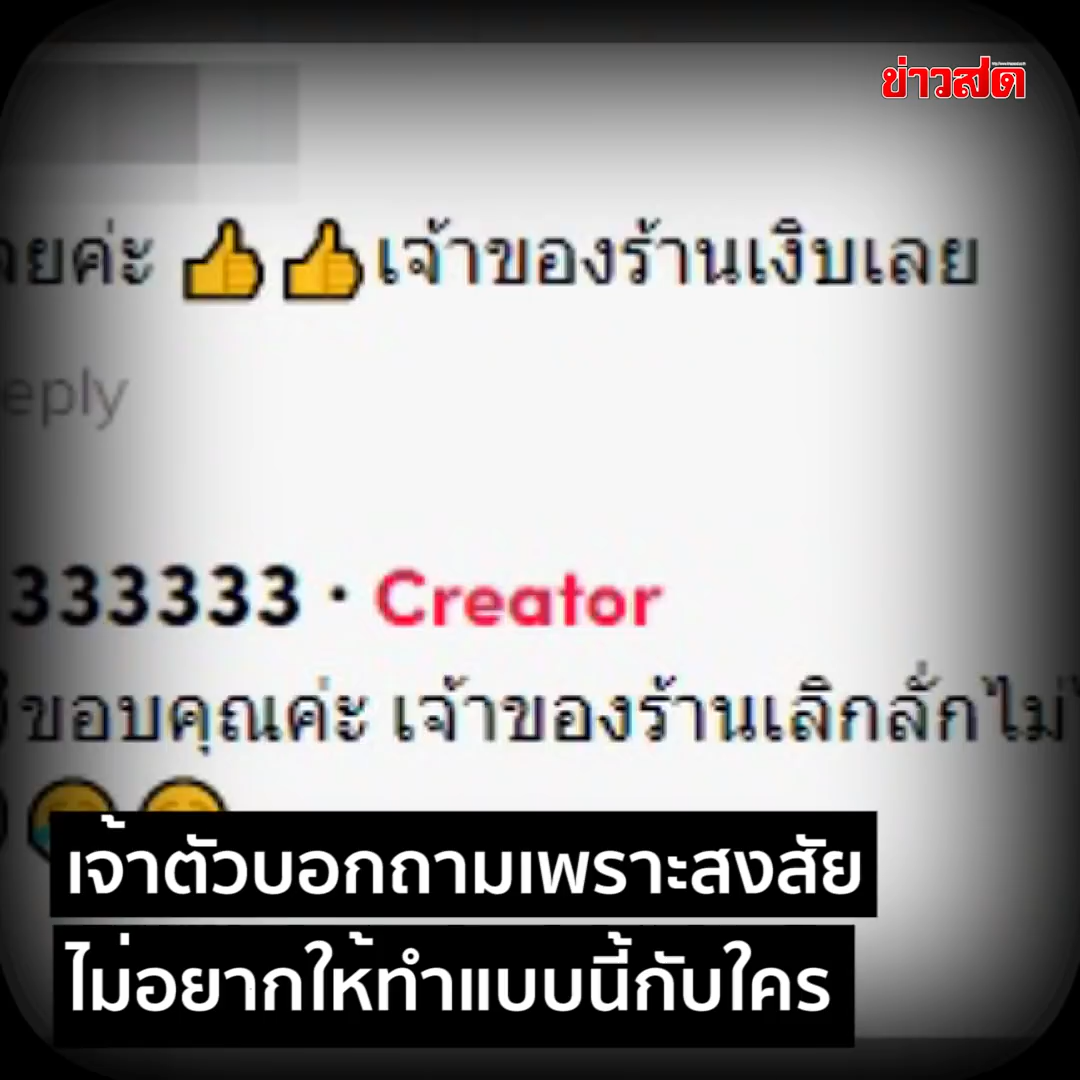 ข่าวสด
ยค่ะ 👍👍เจ้าของร้านเงิบเลย
eply
333333 · Creator
ขอบคุณค่ะ เจ้าของร้านเลิกลั่กไม่
เจ้าตัวบอกถามเพราะสงสัย
ไม่อยากให้ทำแบบนี้กับใคร